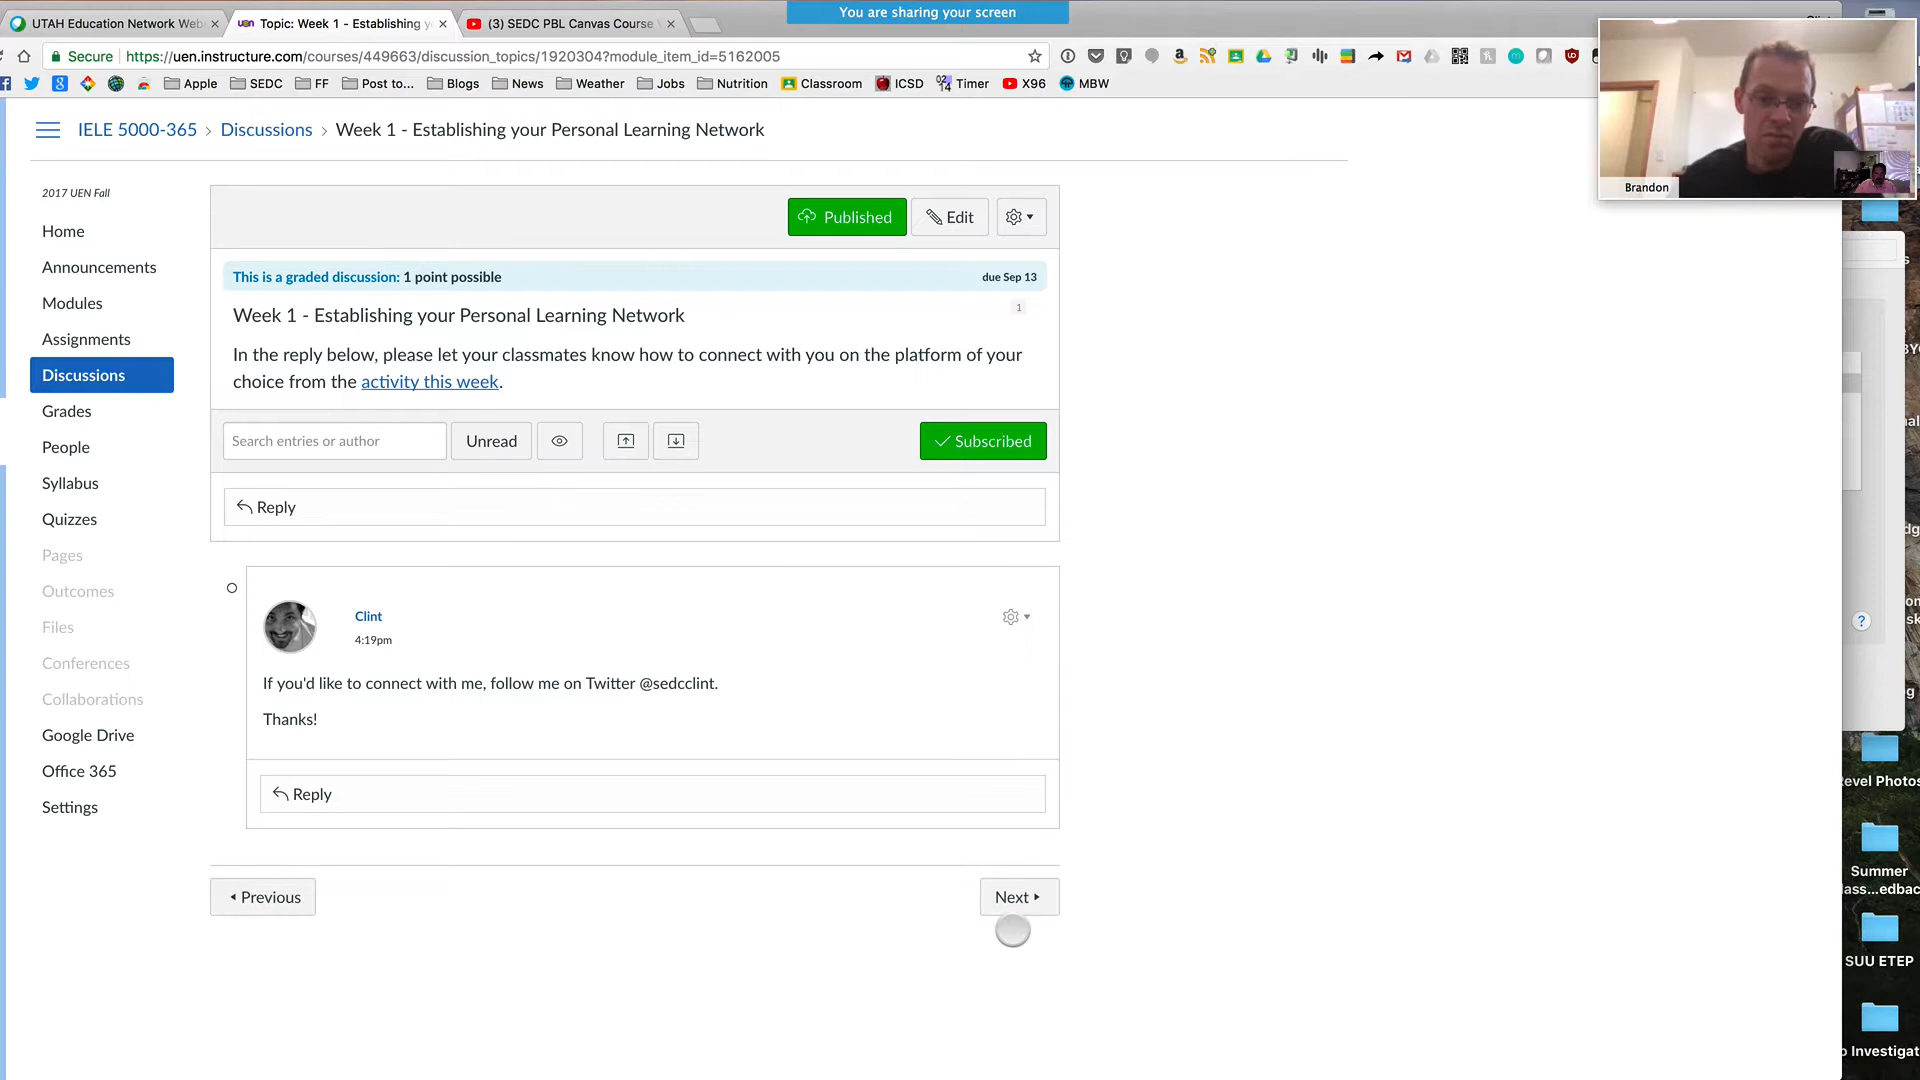 You are sharing your screen
UTAH Education Network Web
Topic: Week 1 - Establishing y
(3) SEDC PBL Canvas Course
Secure
https://uen.instructure.com/courses/449663/discussion_topics/1920304?module_item_id=5162005
Apple
SEDC
FF
Post to...
Blogs
News
Weather
Jobs
Nutrition
Classroom
ICSD
Timer
X96
MBW
Brandon
IELE 5000-365 › Discussions › Week 1 - Establishing your Personal Learning Network
2017 UEN Fall
Home
Announcements
Modules
Assignments
Discussions
Grades
People
Syllabus
Quizzes
Pages
Outcomes
Files
Conferences
Collaborations
Google Drive
Office 365
Settings
Published
Edit
This is a graded discussion: 1 point possible
due Sep 13
Week 1 - Establishing your Personal Learning Network
1
In the reply below, please let your classmates know how to connect with you on the platform of your
choice from the activity this week.
Search entries or author
Unread
Subscribed
Reply
Clint
4:19pm
If you'd like to connect with me, follow me on Twitter @sedcclint.
Thanks!
Reply
Previous
Next
?
evel Photos
Summer
lass...edbac
SUU ETEP
o Investigat